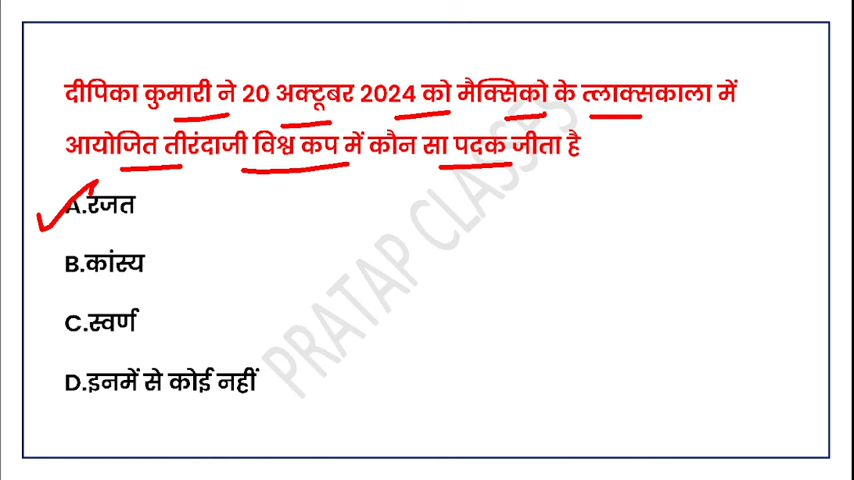 दीपिका कुमारी ने 20 अक्टूबर 2024 को मैक्सिको के त्लाक्सकाला में
आयोजित तीरंदाजी विश्व कप में कौन सा पदक जीता है
A.रजत
B.कांस्य
C.स्वर्ण
D.इनमें से कोई नहीं
PRATAP CLASSES